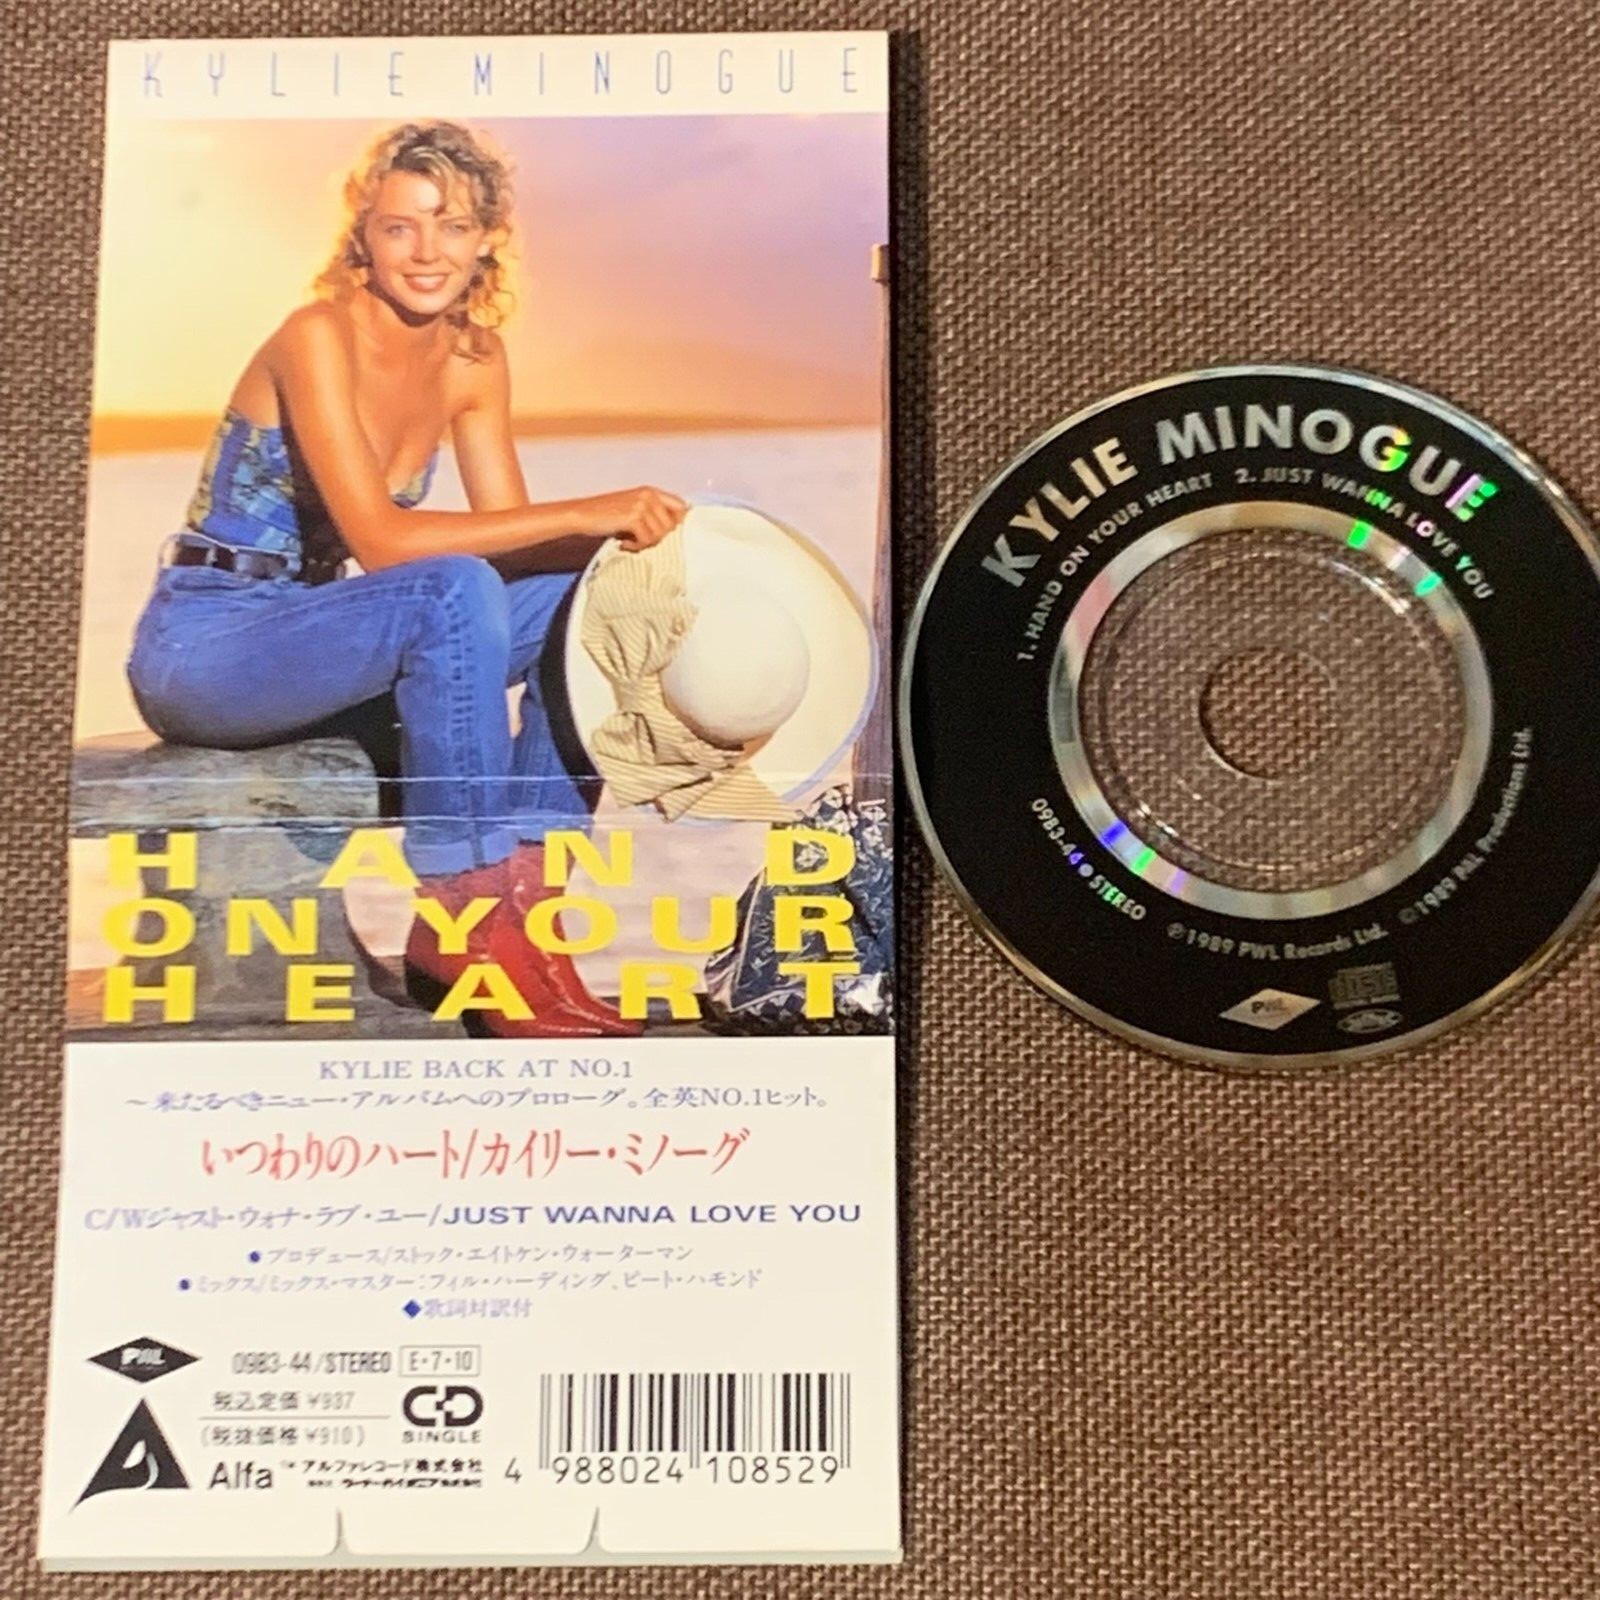 KYLIE MINOGUE
HAND
ON YOUR
HEART
KYLIE BACK AT NO.1
～来たるべきニュー・アルバムへのプロローグ。全英NO.1ヒット。
いつわりのハート/カイリー・ミノーグ
C/Wジャスト・ウォナ・ラブ・ユー/JUST WANNA LOVE YOU
●プロデュース/ストック・エイトケン・ウォーターマン
●ミックス/ミックス・マスター：フィル・ハーディング、ピート・ハモンド
◆歌詞対訳付
PWL
09B3-44/STEREO E・7・10
税込定価 ¥937
(税抜価格 ¥910)
CD
SINGLE
Alfa ™ アルファレコード株式会社
4 988024 108529
KYLIE MINOGUE
1. HAND ON YOUR HEART 2. JUST WANNA LOVE YOU
09B3-44●STEREO
℗1989 PWL Records Ltd. ©1989 PAL Productions Ltd.
PWL